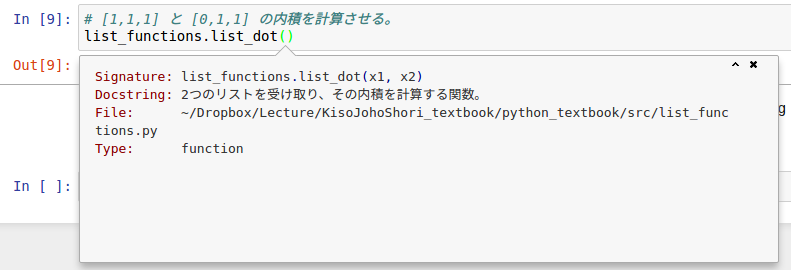 In [9]: # [1,1,1] と [0,1,1] の内積を計算させる。
list_functions.list_dot()
Out[9]:
Signature: list_functions.list_dot(x1, x2)
Docstring: 2つのリストを受け取り、その内積を計算する関数。
File: ~/Dropbox/Lecture/KisoJohoShori_textbook/python_textbook/src/list_func
tions.py
Type: function
g
In [ ]: